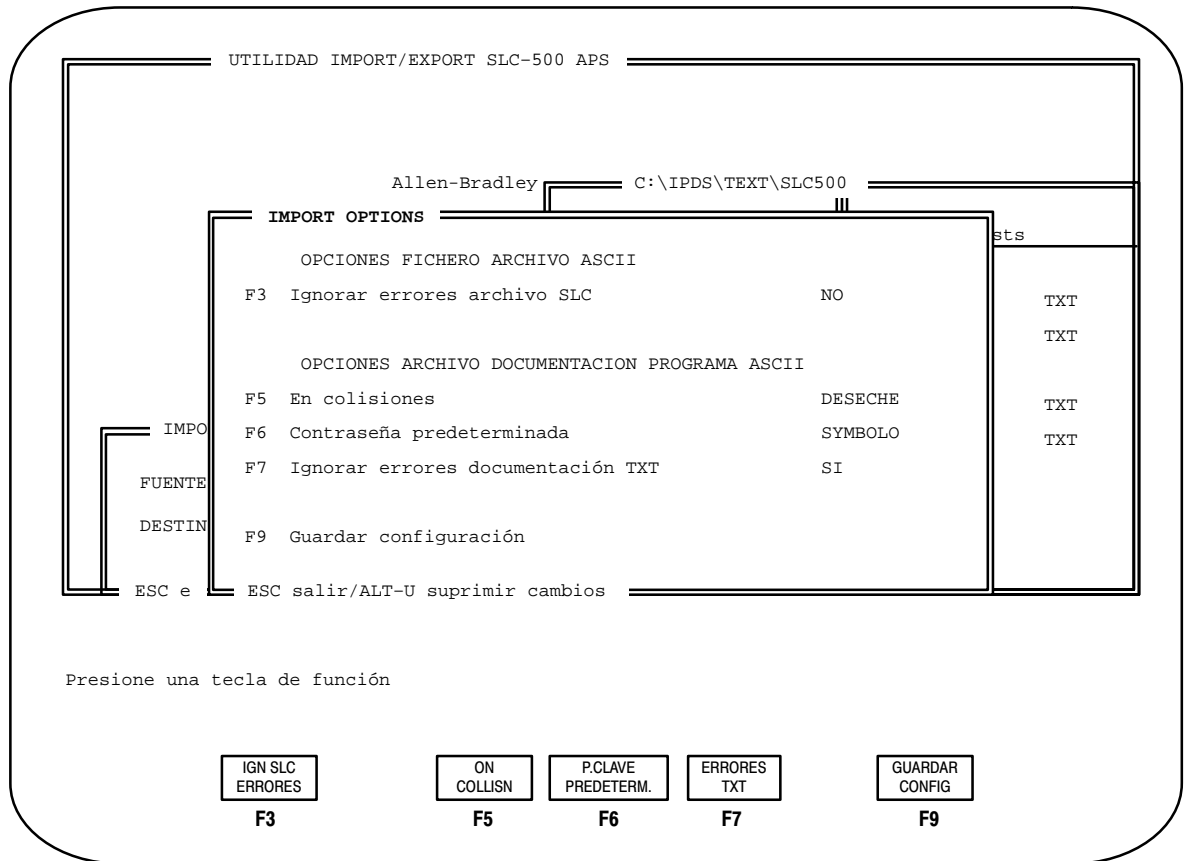 UTILIDAD IMPORT/EXPORT SLC-500 APS
Allen-Bradley C:\IPDS\TEXT\SLC500
IMPORT OPTIONS
sts
OPCIONES FICHERO ARCHIVO ASCII
F3 Ignorar errores archivo SLC NO TXT
TXT
OPCIONES ARCHIVO DOCUMENTACION PROGRAMA ASCII
F5 En colisiones DESECHE TXT
IMPO F6 Contraseña predeterminada SYMBOLO TXT
F7 Ignorar errores documentación TXT SI
FUENTE
DESTIN
F9 Guardar configuración
ESC e ESC salir/ALT-U suprimir cambios
Presione una tecla de función
IGN SLC ERRORES
F3
ON COLLISN
F5
P.CLAVE PREDETERM.
F6
ERRORES TXT
F7
GUARDAR CONFIG
F9